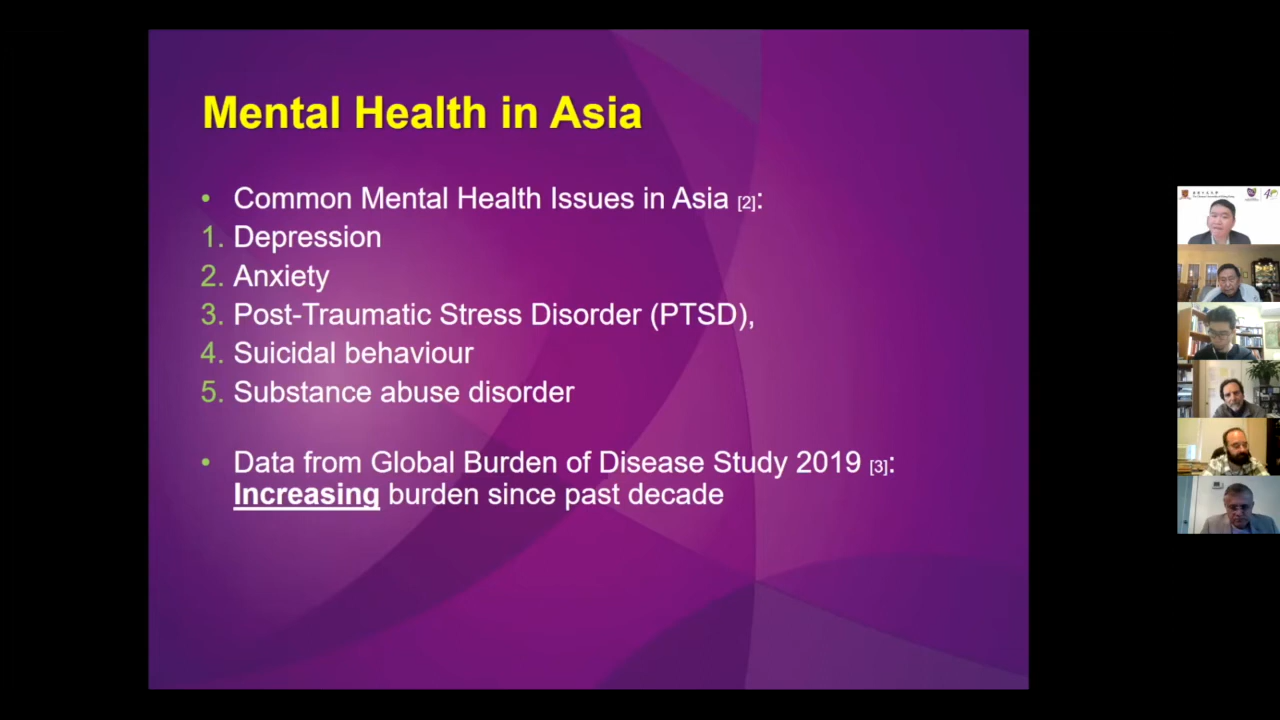 Mental Health in Asia
• Common Mental Health Issues in Asia [2]:
1. Depression
2. Anxiety
3. Post-Traumatic Stress Disorder (PTSD),
4. Suicidal behaviour
5. Substance abuse disorder
• Data from Global Burden of Disease Study 2019 [3]:
Increasing burden since past decade